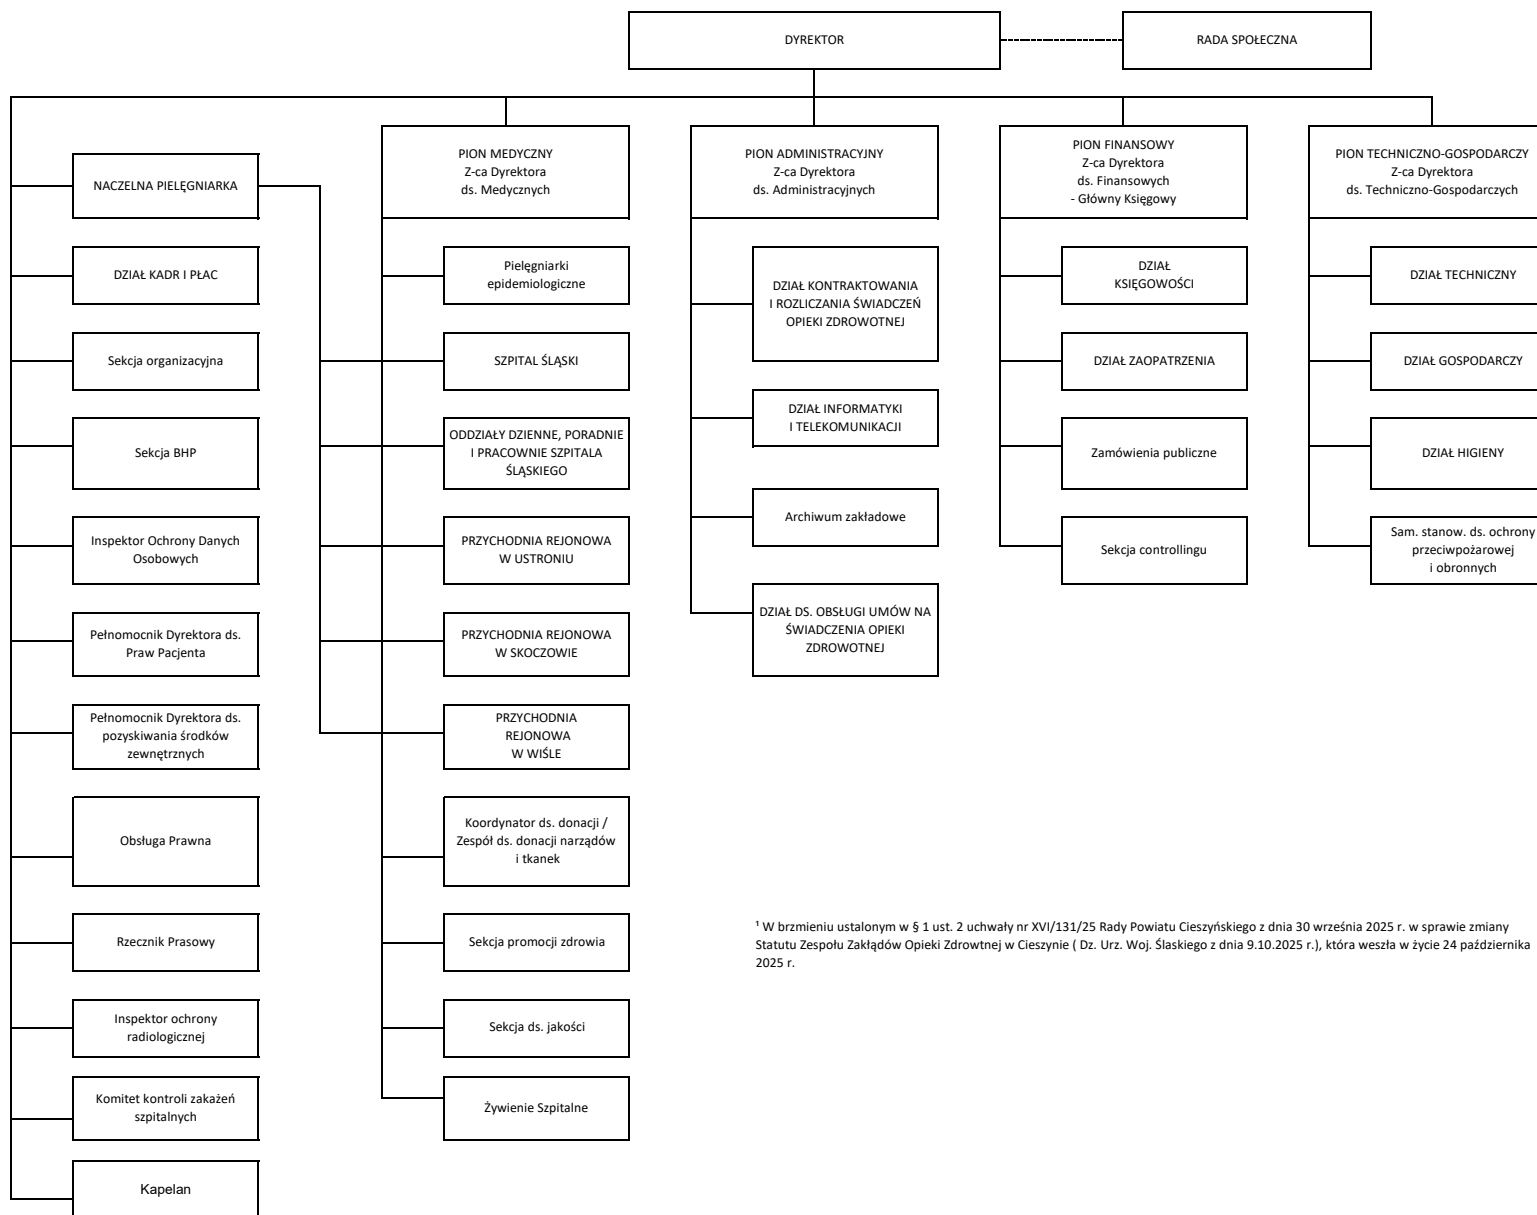 DYREKTOR
RADA SPOŁECZNA
NACZELNA PIELĘGNIARKA
DZIAŁ KADR I PŁAC
Sekcja organizacyjna
Sekcja BHP
Inspektor Ochrony Danych
Osobowych
Pełnomocnik Dyrektora ds.
Praw Pacjenta
Pełnomocnik Dyrektora ds.
pozyskiwania środków
zewnętrznych
Obsługa Prawna
Rzecznik Prasowy
Inspektor ochrony
radiologicznej
Komitet kontroli zakażeń
szpitalnych
Kapelan
PION MEDYCZNY
Z-ca Dyrektora
ds. Medycznych
Pielęgniarki
epidemiologiczne
SZPITAL ŚLĄSKI
ODDZIAŁY DZIENNE, PORADNIE
I PRACOWNIE SZPITALA
ŚLĄSKIEGO
PRZYCHODNIA REJONOWA
W USTRONIU
PRZYCHODNIA REJONOWA
W SKOCZOWIE
PRZYCHODNIA
REJONOWA
W WIŚLE
Koordynator ds. donacji /
Zespół ds. donacji narządów
i tkanek
Sekcja promocji zdrowia
Sekcja ds. jakości
Żywienie Szpitalne
PION ADMINISTRACYJNY
Z-ca Dyrektora
ds. Administracyjnych
DZIAŁ KONTRAKTOWANIA
I ROZLICZANIA ŚWIADCZEŃ
OPIEKI ZDROWOTNEJ
DZIAŁ INFORMATYKI
I TELEKOMUNIKACJI
Archiwum zakładowe
DZIAŁ DS. OBSŁUGI UMÓW NA
ŚWIADCZENIA OPIEKI
ZDROWOTNEJ
PION FINANSOWY
Z-ca Dyrektora
ds. Finansowych
- Główny Księgowy
DZIAŁ
KSIĘGOWOŚCI
DZIAŁ ZAOPATRZENIA
Zamówienia publiczne
Sekcja controllingu
PION TECHNICZNO-GOSPODARCZY
Z-ca Dyrektora
ds. Techniczno-Gospodarczych
DZIAŁ TECHNICZNY
DZIAŁ GOSPODARCZY
DZIAŁ HIGIENY
Sam. stanow. ds. ochrony
przeciwpożarowej
i obronnych
¹ W brzmieniu ustalonym w § 1 ust. 2 uchwały nr XVI/131/25 Rady Powiatu Cieszyńskiego z dnia 30 września 2025 r. w sprawie zmiany
Statutu Zespołu Zakłądów Opieki Zdrowtnej w Cieszynie ( Dz. Urz. Woj. Ślaskiego z dnia 9.10.2025 r.), która weszła w życie 24 października
2025 r.